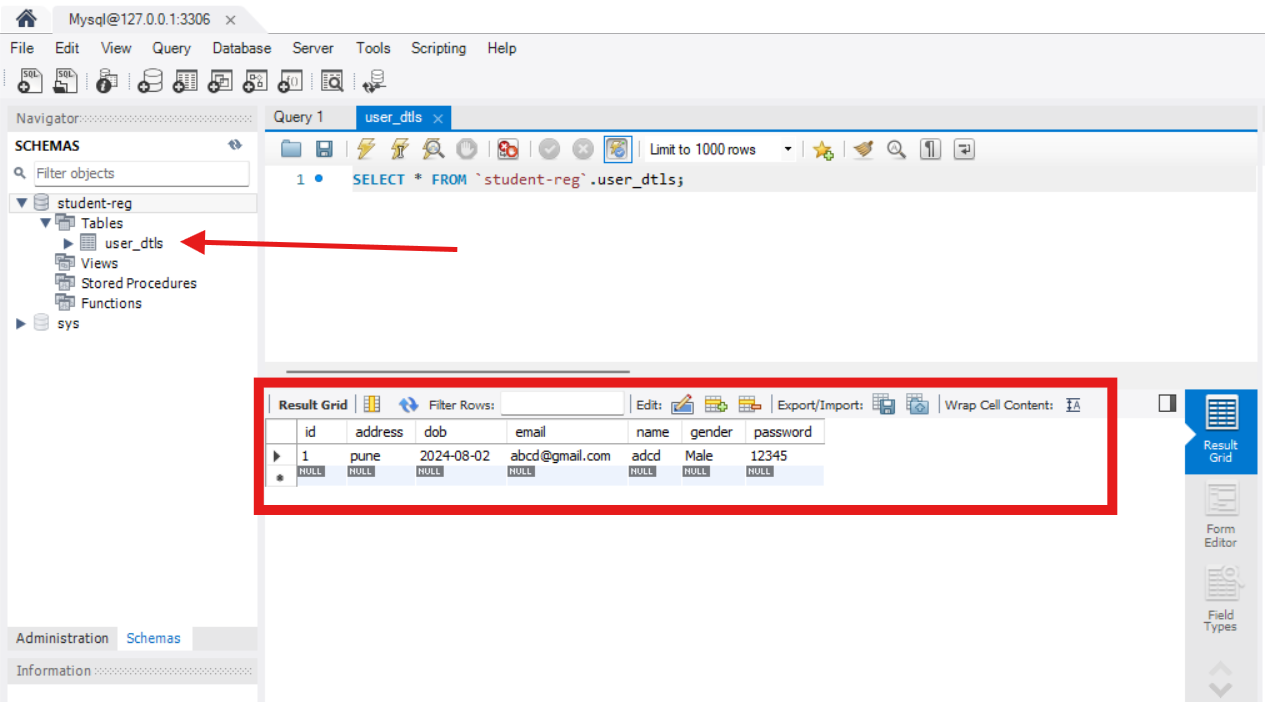 Mysql@127.0.0.1:3306 ×
File Edit View Query Database Server Tools Scripting Help
Navigator
SCHEMAS
Filter objects
student-reg
Tables
user_dtls
Views
Stored Procedures
Functions
sys
Administration Schemas
Information
Query 1 user_dtls ×
Limit to 1000 rows
1 SELECT * FROM `student-reg`.user_dtls;
Result Grid Filter Rows: Edit: Export/Import: Wrap Cell Content:
id address dob email name gender password
1 pune 2024-08-02 abcd@gmail.com adcd Male 12345
NULL NULL NULL NULL NULL NULL NULL
Result
Grid
Form
Editor
Field
Types